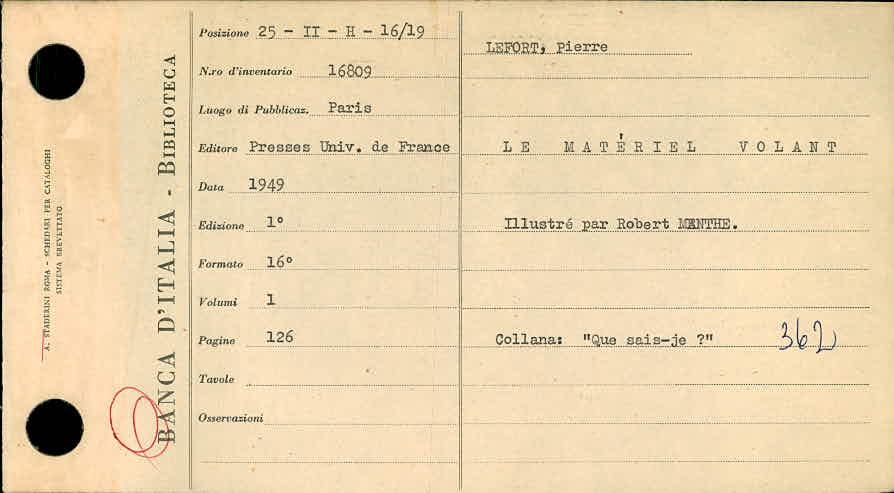 A. STADERINI ROMA - SCHEDARI PER CATALOGHI
SISTEMA BREVETTATO
BANCA D'ITALIA - BIBLIOTECA
Posizione 25 - II - H - 16/19
N.ro d'inventario 16809
Luogo di Pubblicaz. Paris
Editore Presses Univ. de France
Data 1949
Edizione 1°
Formato 16°
Volumi 1
Pagine 126
Tavole
Osservazioni
LEFORT, Pierre
LE MATÉRIEL VOLANT
Illustré par Robert MENTHE.
Collana: "Que sais-je ?" 362